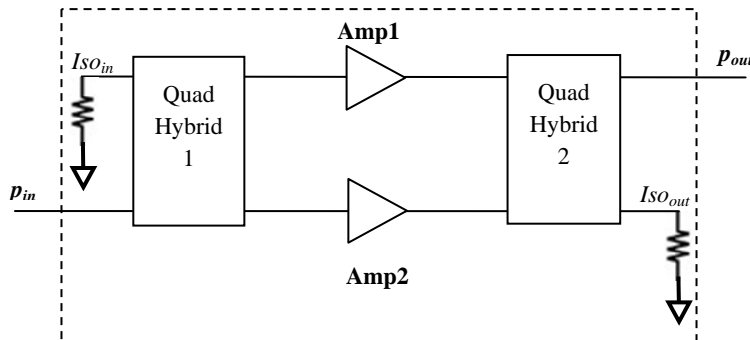 Amp1
p_out
Iso_in
Quad
Hybrid
1
Quad
Hybrid
2
p_in
Iso_out
Amp2